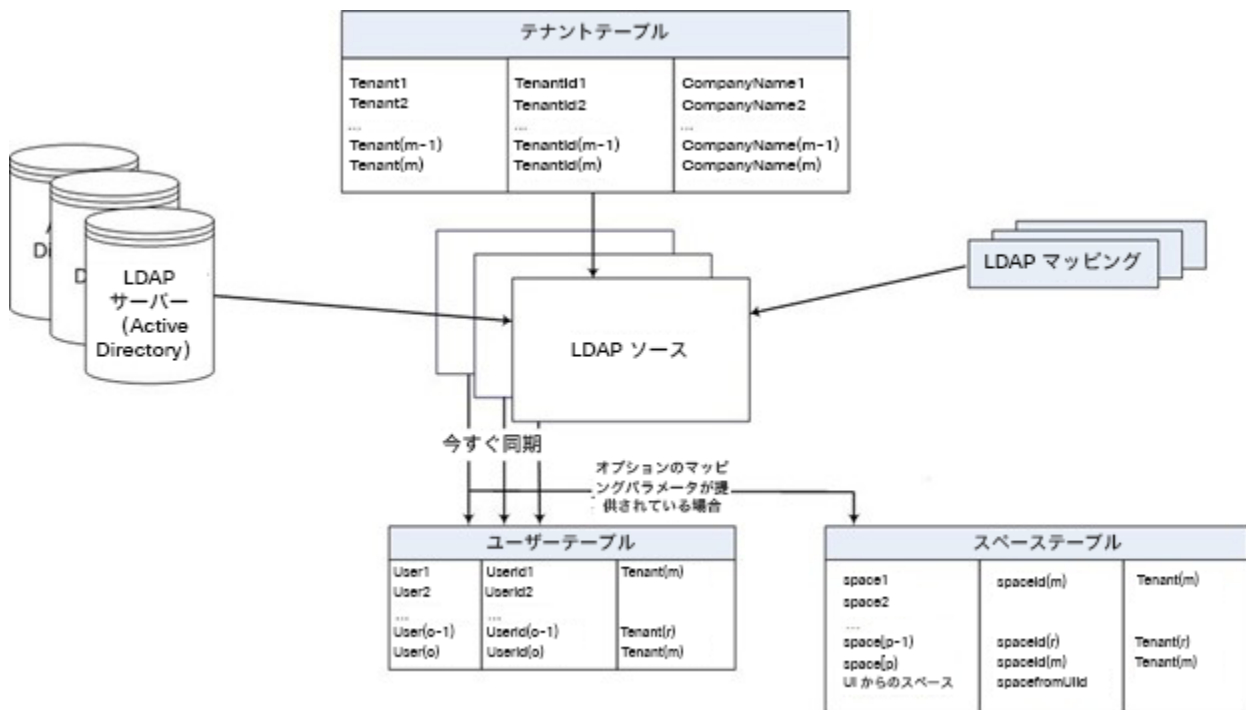 テナントテーブル
Tenant1 TenantId1 CompanyName1
Tenant2 TenantId2 CompanyName2
... ... ...
Tenant(m-1) TenantId(m-1) CompanyName(m-1)
Tenant(m) TenantId(m) CompanyName(m)
A
Di
D
LDAP
サーバー
(Active
Directory)
LDAP マッピング
LDAP ソース
今すぐ同期
オプションのマッピ
ングパラメータが提
供されている場合
ユーザーテーブル
User1 UserId1 Tenant(m)
User2 UserId2
... ...
User(o-1) UserId(o-1) Tenant(r)
User(o) UserId(o) Tenant(m)
スペーステーブル
space1 spaceId(m) Tenant(m)
space2
...
space(p-1) spaceId(r) Tenant(r)
space[p) spaceId(m) Tenant(m)
UI からのスペース spacefromUIId